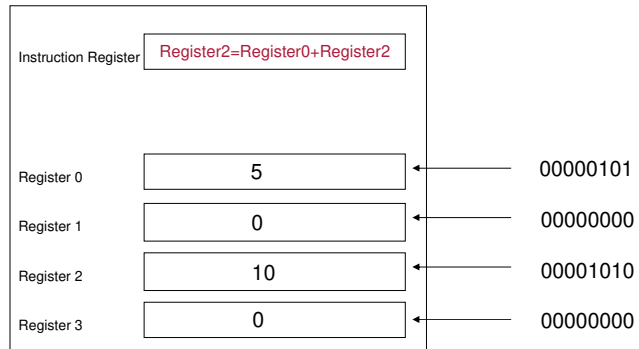 Instruction Register Register2=Register0+Register2
Register 0 5 00000101
Register 1 0 00000000
Register 2 10 00001010
Register 3 0 00000000